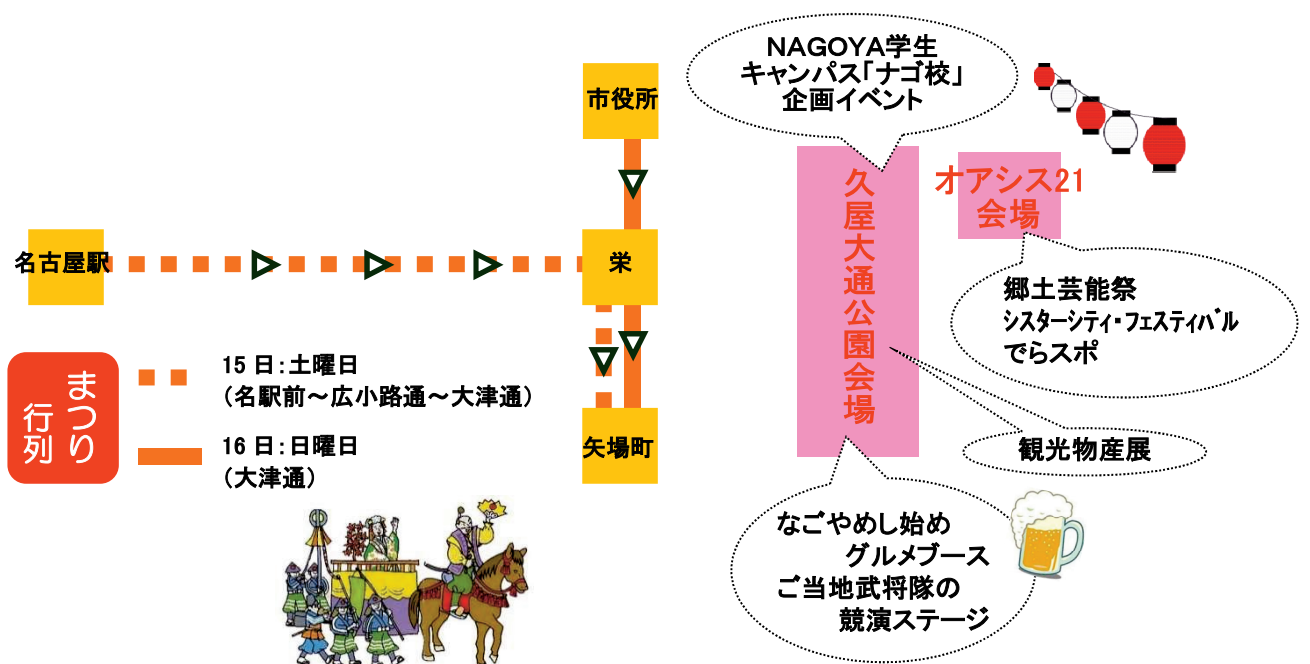 市役所
名古屋駅
栄
矢場町
まつり
行列
15日:土曜日
(名駅前~広小路通~大津通)
16日:日曜日
(大津通)
NAGOYA学生
キャンパス「ナゴ校」
企画イベント
久屋大通公園会場
オアシス21
会場
郷土芸能祭
シスターシティ・フェスティバル
でらスポ
観光物産展
なごやめし始め
グルメブース
ご当地武将隊の
競演ステージ